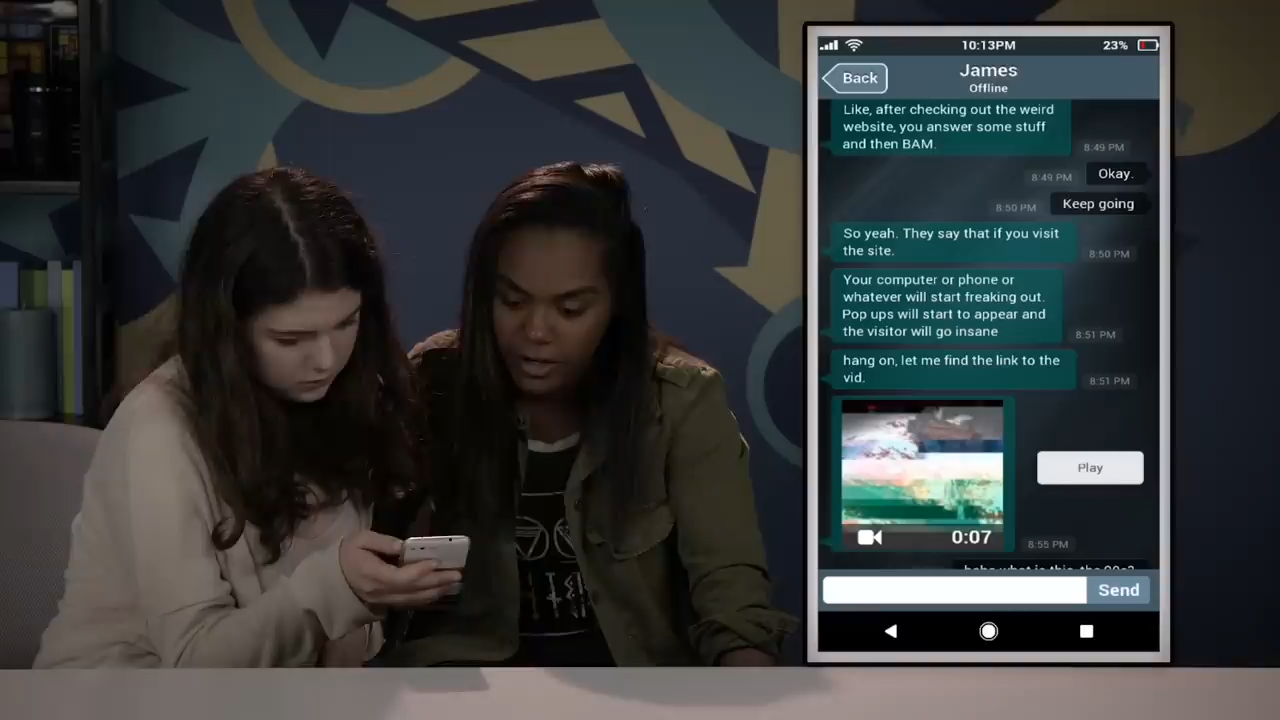 10:13PM
23%
Back
James
Offline
Like, after checking out the weird
website, you answer some stuff
and then BAM.
8:49 PM
8:49 PM
Okay.
8:50 PM
Keep going
So yeah. They say that if you visit
the site.
8:50 PM
Your computer or phone or
whatever will start freaking out.
Pop ups will start to appear and
the visitor will go insane
8:51 PM
hang on, let me find the link to the
vid.
8:51 PM
Play
0:07
8:55 PM
Send